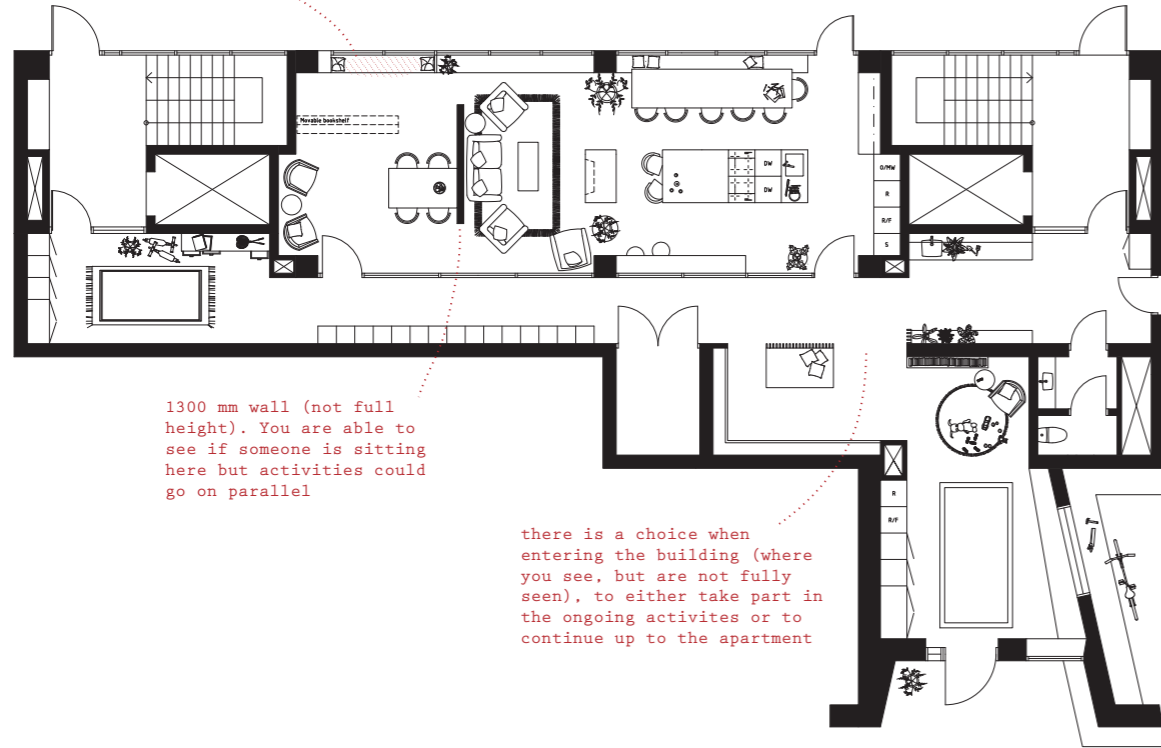 Movable bookshelf
DW
DW
O/MW
R
R/F
S
1300 mm wall (not full
height). You are able to
see if someone is sitting
here but activities could
go on parallel
R
R/F
there is a choice when
entering the building (where
you see, but are not fully
seen), to either take part in
the ongoing activites or to
continue up to the apartment